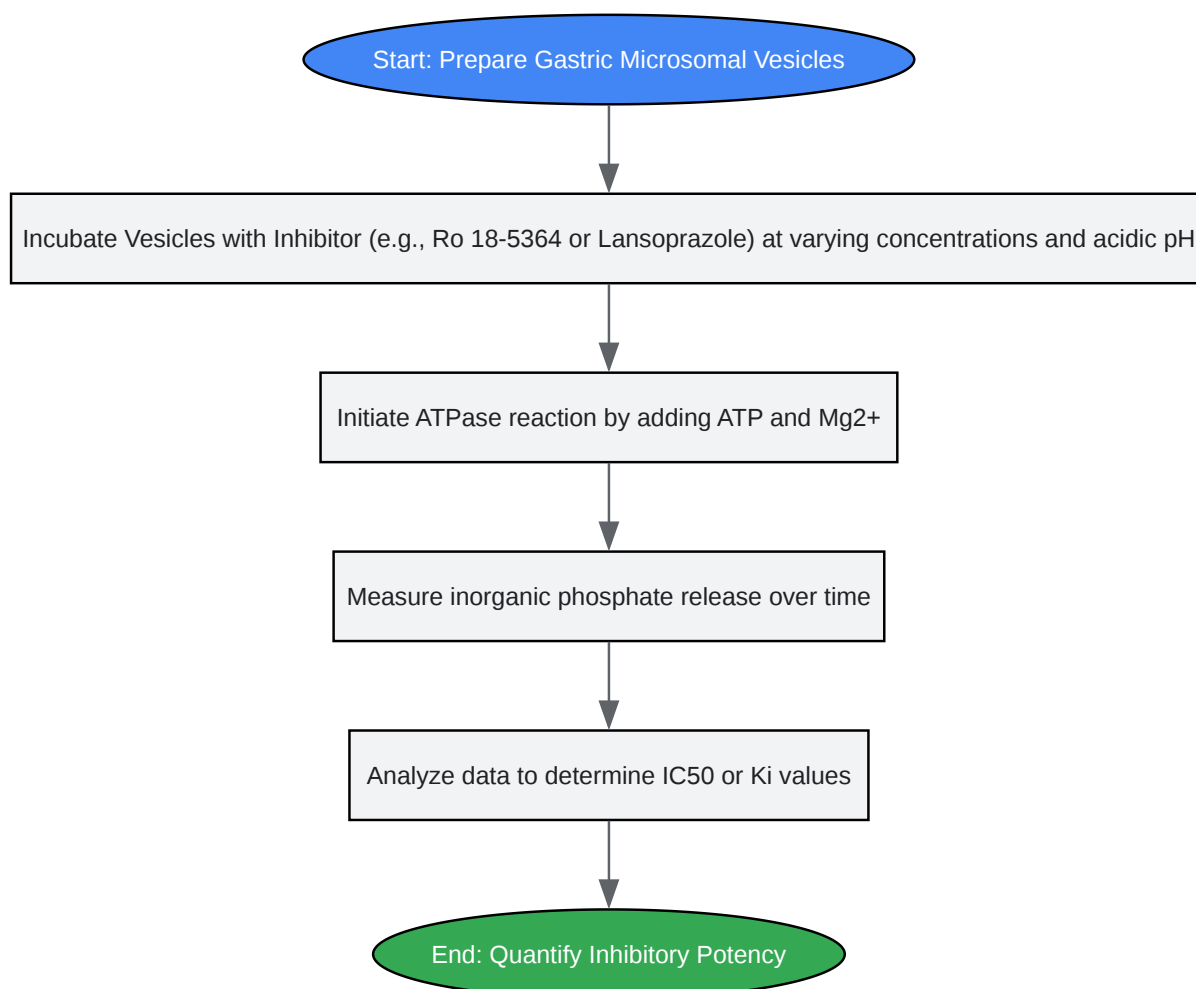 Start: Prepare Gastric Microsomal Vesicles
Incubate Vesicles with Inhibitor (e.g., Ro 18-5364 or Lansoprazole) at varying concentrations and acidic pH
Initiate ATPase reaction by adding ATP and Mg2+
Measure inorganic phosphate release over time
Analyze data to determine IC50 or Ki values
End: Quantify Inhibitory Potency